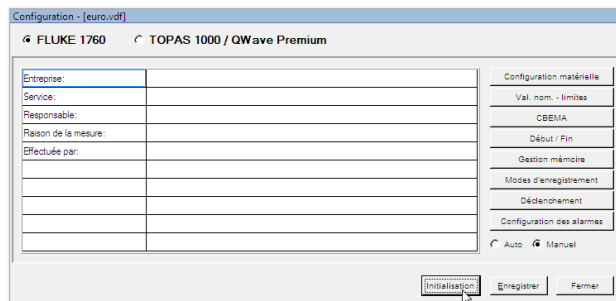 Configuration - [euro.vdf]
FLUKE 1760 TOPAS 1000 / QWave Premium
Entreprise:
Service:
Responsable:
Raison de la mesure:
Effectuée par:
Configuration matérielle
Val. nom. - limites
CBEMA
Début / Fin
Gestion mémoire
Modes d'enregistrement
Déclenchement
Configuration des alarmes
Auto Manuel
Initialisation Enregistrer Fermer